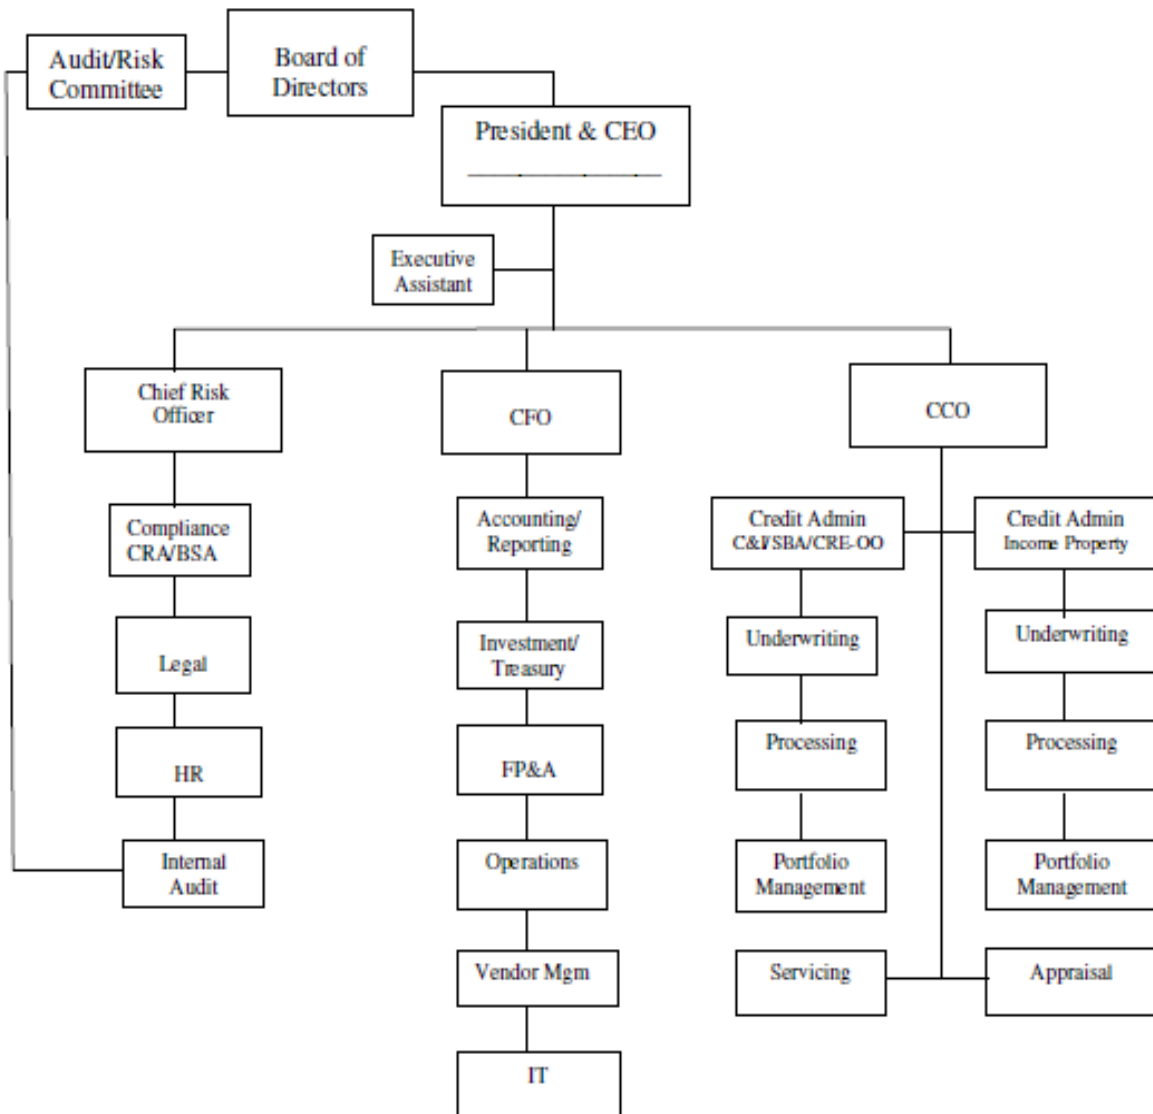 Audit/Risk
Committee
Board of
Directors
President & CEO
Executive
Assistant
Chief Risk
Officer
CFO
CCO
Compliance
CRA/BSA
Legal
HR
Internal
Audit
Accounting/
Reporting
Investment/
Treasury
FP&A
Operations
Vendor Mgm
IT
Credit Admin
C&I/SBA/CRE-OO
Underwriting
Processing
Portfolio
Management
Servicing
Credit Admin
Income Property
Underwriting
Processing
Portfolio
Management
Appraisal